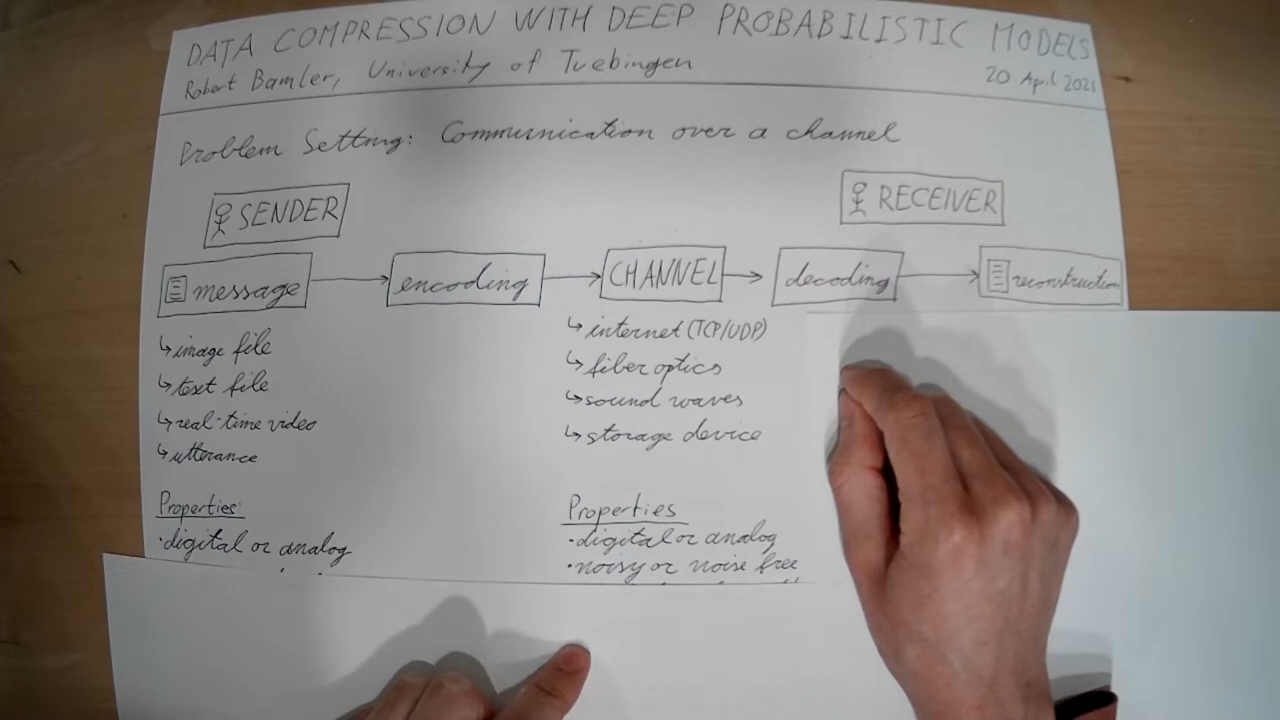 DATA COMPRESSION WITH DEEP PROBABILISTIC MODELS
Robert Bamler, University of Tuebingen
20 April 2021
Problem Setting: Communication over a channel
SENDER
RECEIVER
message
encoding
CHANNEL
decoding
reconstruction
↳image file
↳text file
↳real-time video
↳utterance
↳internet (TCP/UDP)
↳fiber optics
↳sound waves
↳storage device
Properties:
·digital or analog
Properties
·digital or analog
·noisy or noise free